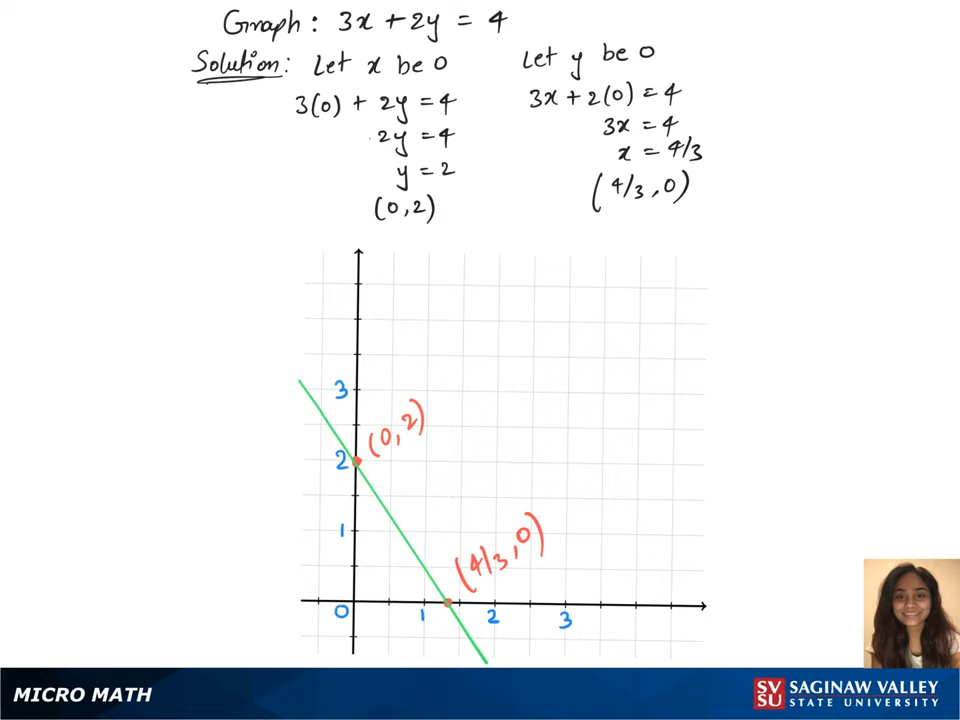 Graph: 3x + 2y = 4
Solution: Let x be 0
3(0) + 2y = 4
2y = 4
y = 2
(0,2)
Let y be 0
3x + 2(0) = 4
3x = 4
x = 4/3
(4/3, 0)
3
(0, 2)
2
1
(4/3, 0)
0 1 2 3
MICRO MATH
SV
SU
SAGINAW VALLEY
STATE UNIVERSITY